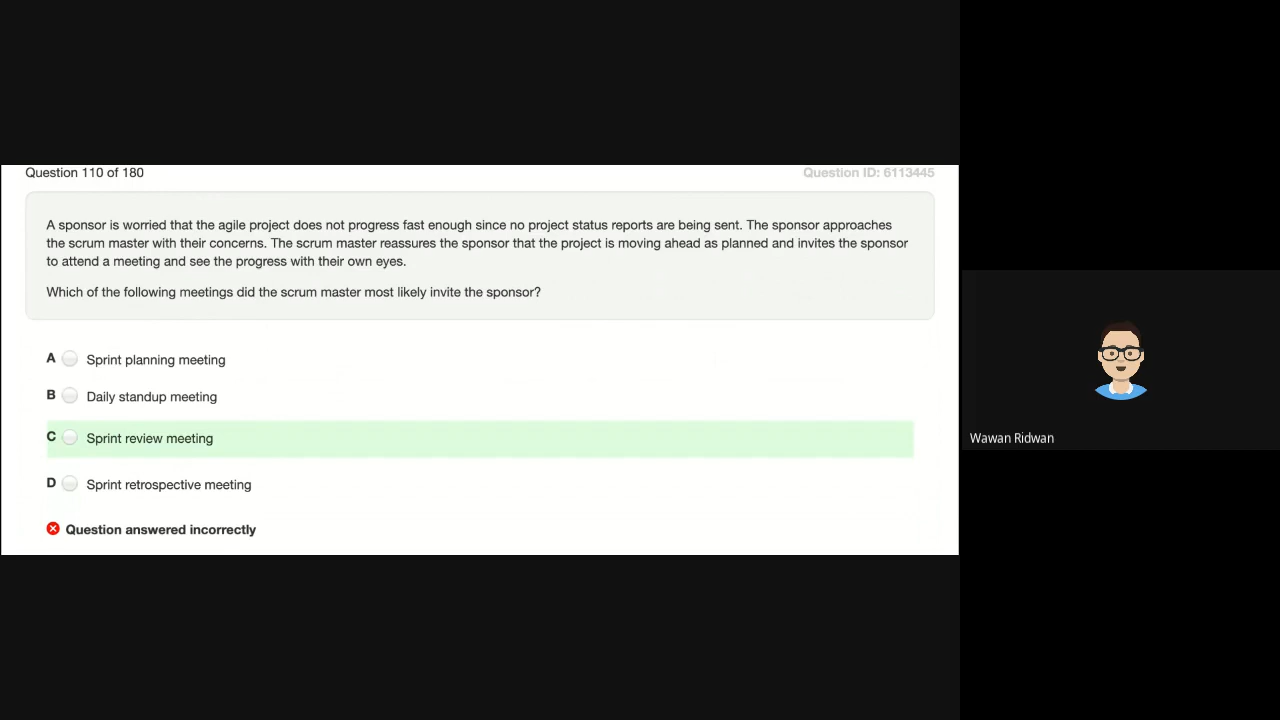 Question 110 of 180
Question ID: 6113445
A sponsor is worried that the agile project does not progress fast enough since no project status reports are being sent. The sponsor approaches
the scrum master with their concerns. The scrum master reassures the sponsor that the project is moving ahead as planned and invites the sponsor
to attend a meeting and see the progress with their own eyes.
Which of the following meetings did the scrum master most likely invite the sponsor?
A Sprint planning meeting
B Daily standup meeting
C Sprint review meeting
D Sprint retrospective meeting
Question answered incorrectly
Wawan Ridwan